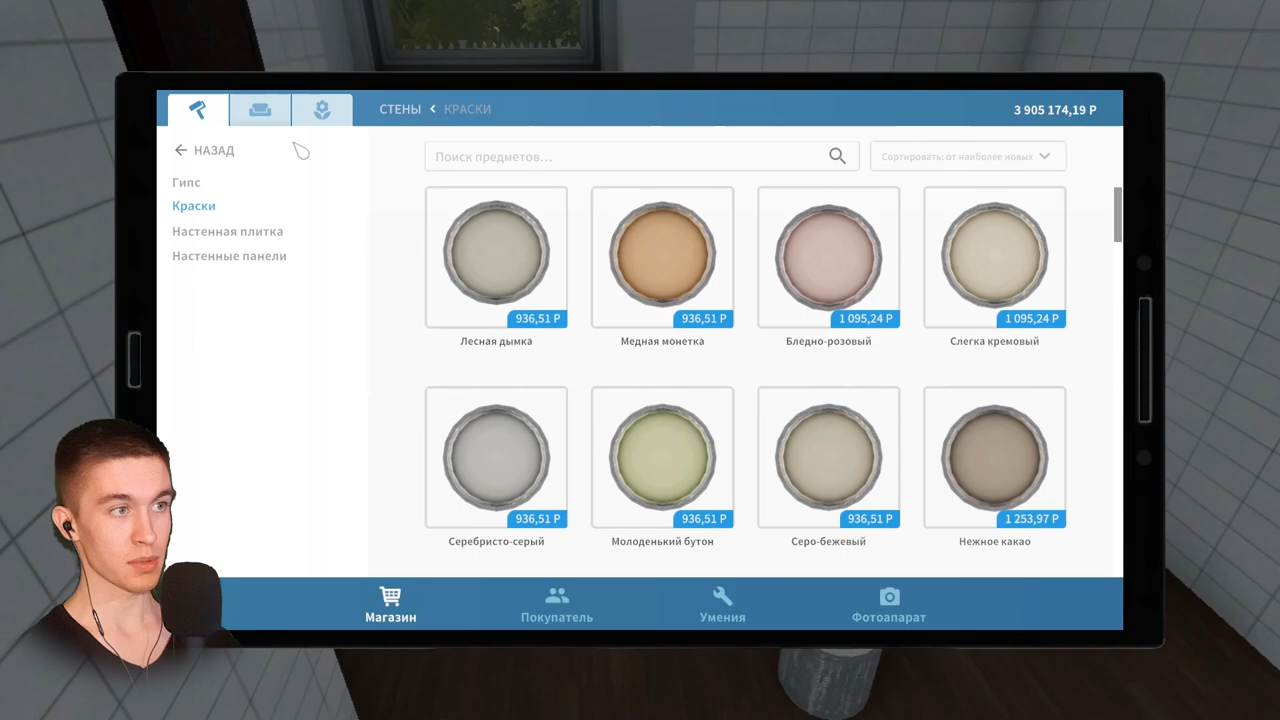 СТЕНЫ < КРАСКИ
3 905 174,19 Р
НАЗАД
Гипс
Краски
Настенная плитка
Настенные панели
Поиск предметов...
Сортировать: от наиболее новых
936,51 Р
936,51 Р
1 095,24 Р
1 095,24 Р
Лесная дымка
Медная монетка
Бледно-розовый
Слегка кремовый
936,51 Р
936,51 Р
936,51 Р
1 253,97 Р
Серебристо-серый
Молоденький бутон
Серо-бежевый
Нежное какао
Магазин
Покупатель
Умения
Фотоаппарат